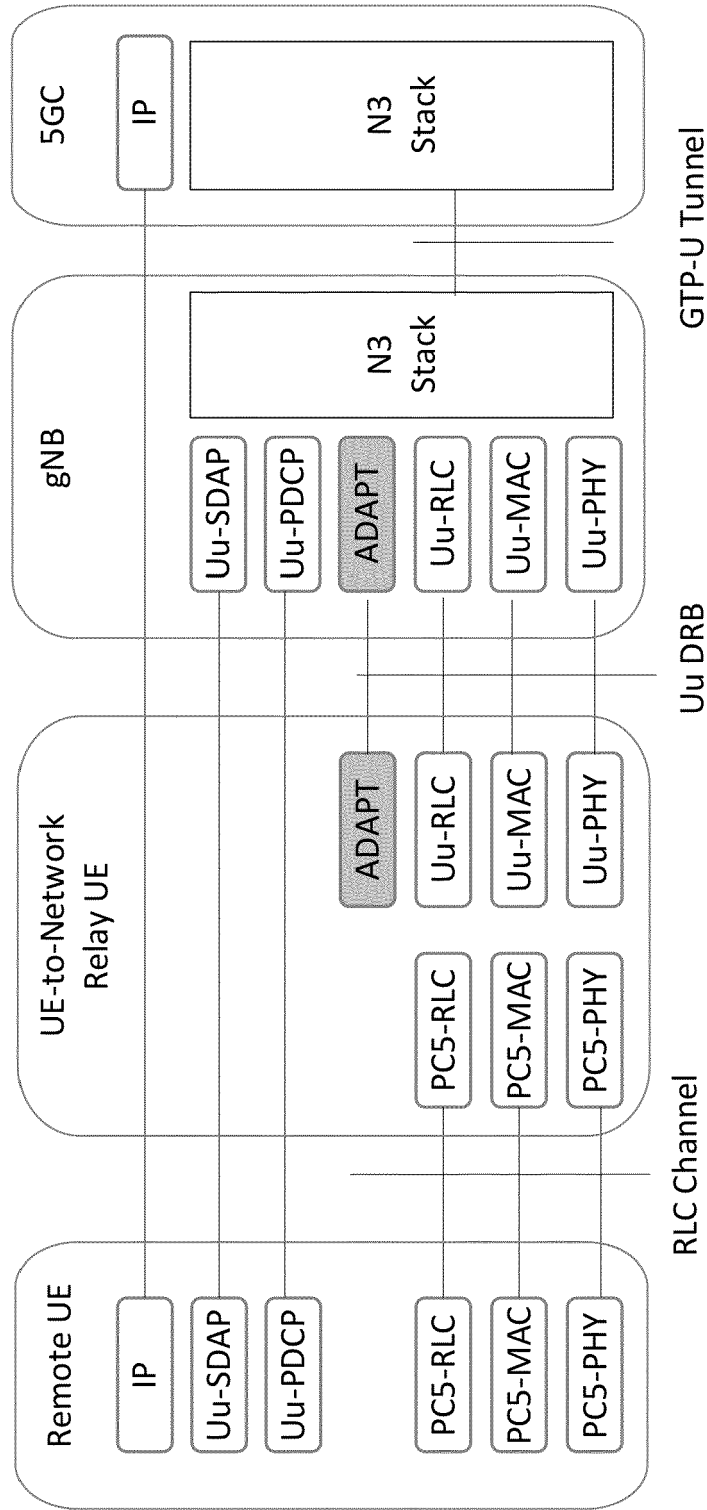 Remote UE
IP
Uu-SDAP
Uu-PDCP
PC5-RLC
PC5-MAC
PC5-PHY
RLC Channel
UE-to-Network
Relay UE
PC5-RLC
PC5-MAC
PC5-PHY
ADAPT
Uu-RLC
Uu-MAC
Uu-PHY
Uu DRB
gNB
Uu-SDAP
Uu-PDCP
ADAPT
Uu-RLC
Uu-MAC
Uu-PHY
N3
Stack
GTP-U Tunnel
5GC
IP
N3
Stack